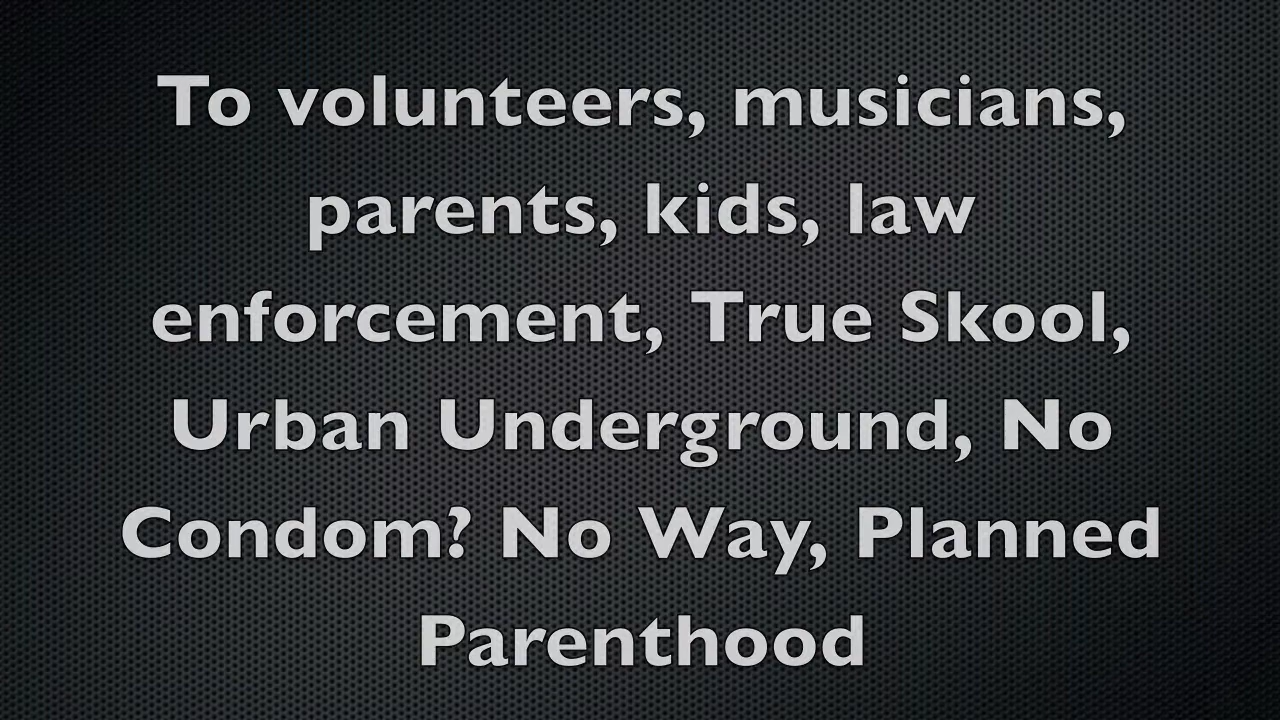 To volunteers, musicians,
parents, kids, law
enforcement, True Skool,
Urban Underground, No
Condom? No Way, Planned
Parenthood